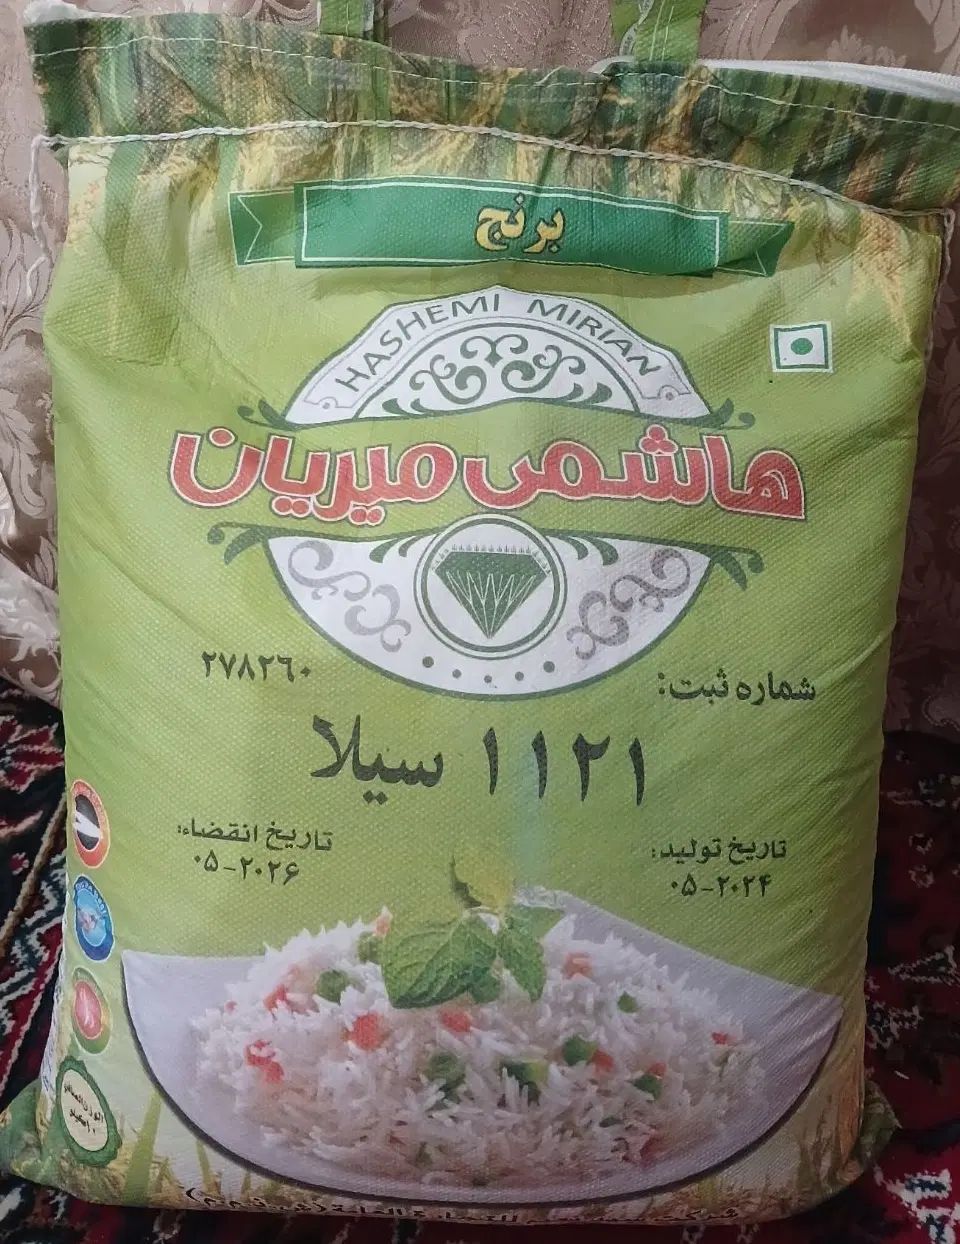 برنج
HASHEMI MIRIAN
هاشمی میریان
شماره ثبت: ۲۷۸۲۶۰
۱۱۲۱ سیلا
تاریخ تولید:
۰۵-۲۰۲۴
تاریخ انقضاء:
۰۵-۲۰۲۶